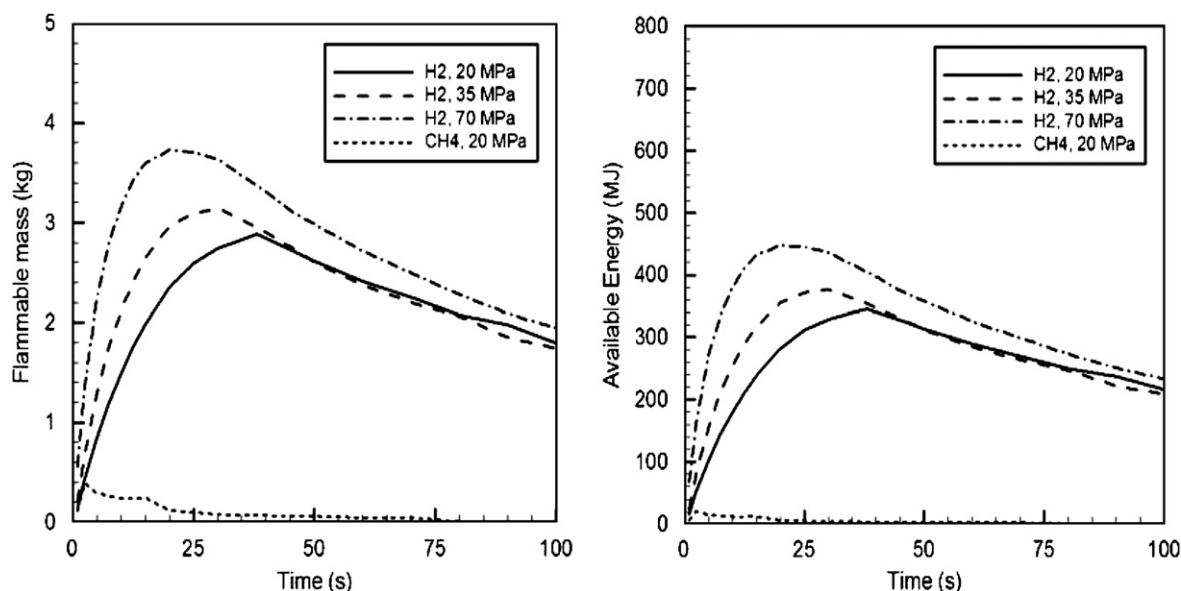 Flammable mass (kg)
5
4
3
2
1
0
H2, 20 MPa
H2, 35 MPa
H2, 70 MPa
CH4, 20 MPa
0
25
50
75
100
Time (s)
Available Energy (MJ)
800
700
600
500
400
300
200
100
0
H2, 20 MPa
H2, 35 MPa
H2, 70 MPa
CH4, 20 MPa
0
25
50
75
100
Time (s)